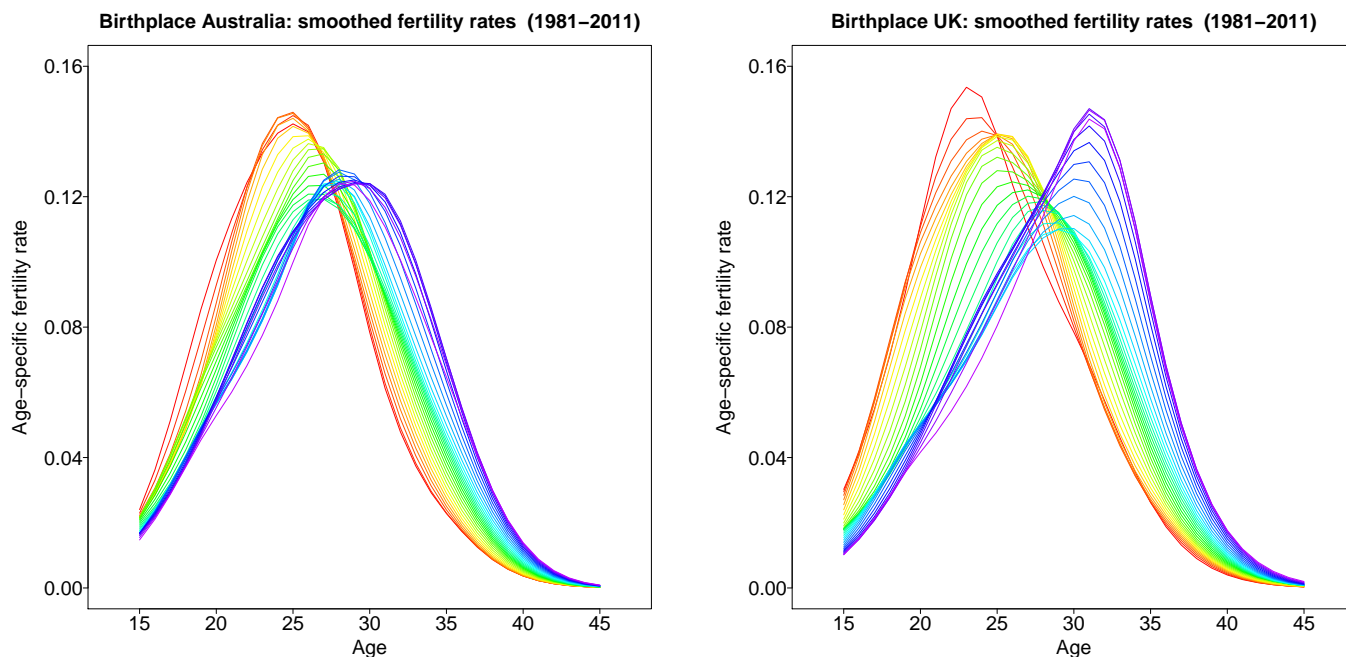 Birthplace Australia: smoothed fertility rates (1981−2011)
Age−specific fertility rate
0.16
0.12
0.08
0.04
0.00
15 20 25 30 35 40 45
Age
Birthplace UK: smoothed fertility rates (1981−2011)
Age−specific fertility rate
0.16
0.12
0.08
0.04
0.00
15 20 25 30 35 40 45
Age